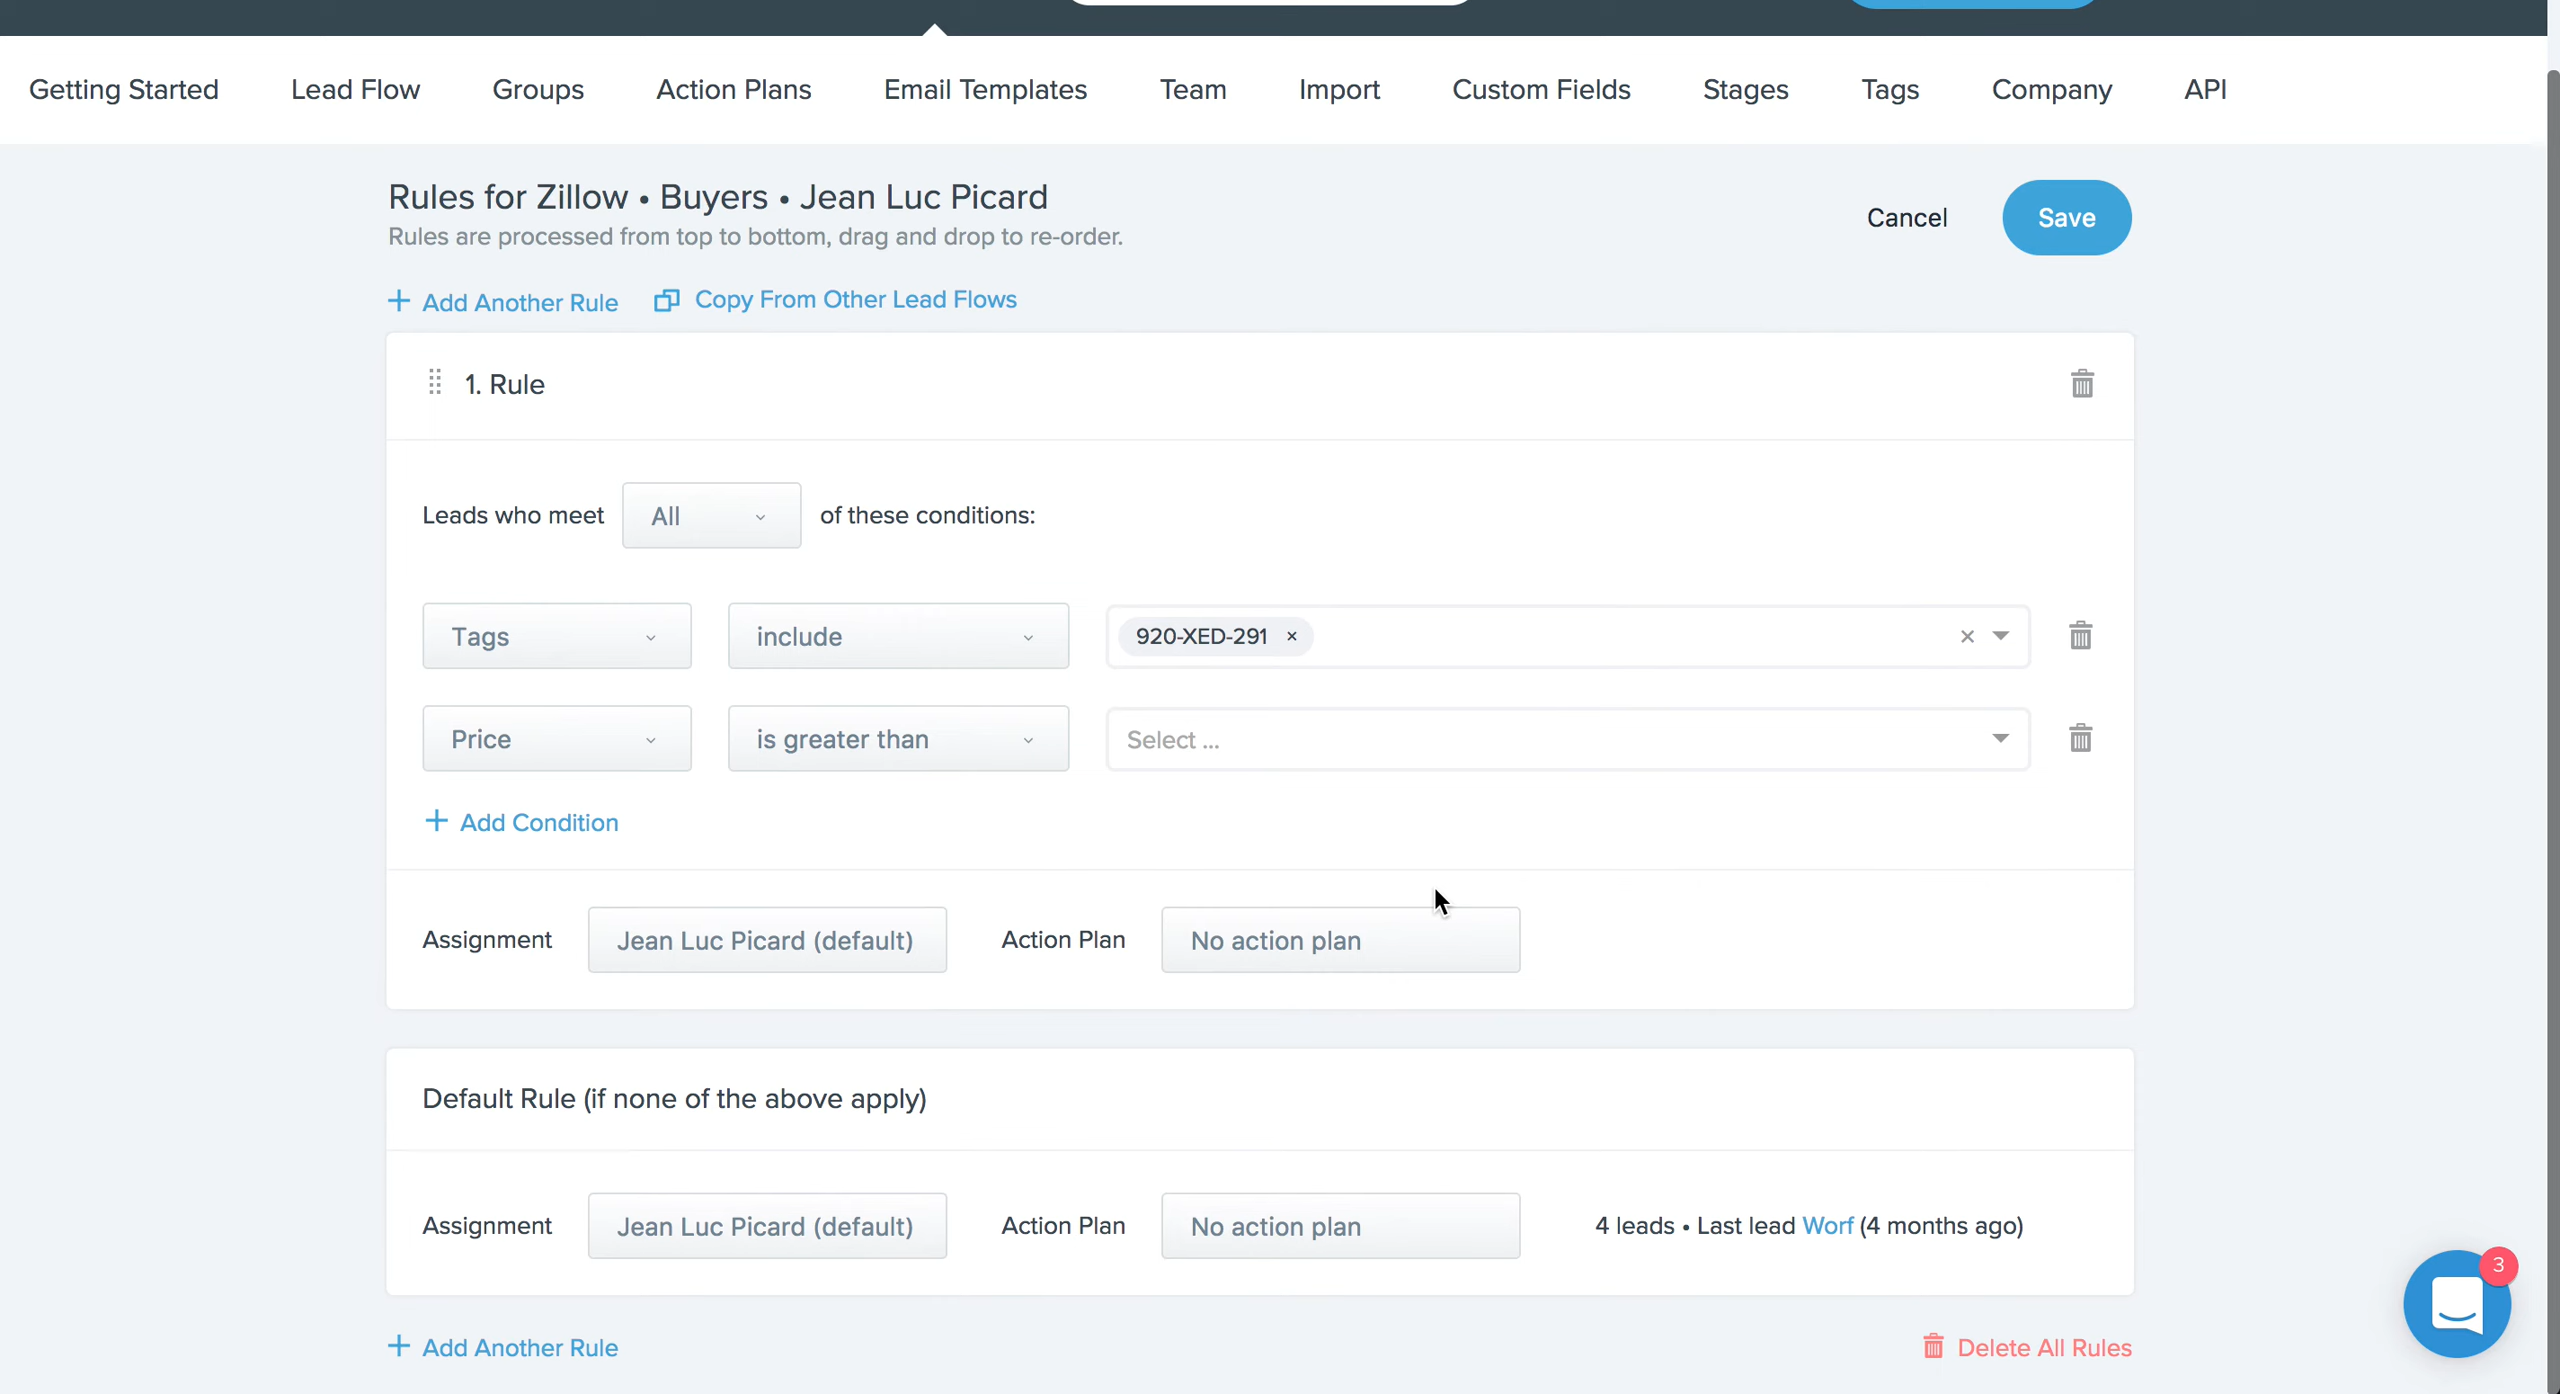 Getting Started Lead Flow Groups Action Plans Email Templates Team Import Custom Fields Stages Tags Company API
Rules for Zillow • Buyers • Jean Luc Picard
Rules are processed from top to bottom, drag and drop to re-order.
Cancel Save
Add Another Rule Copy From Other Lead Flows
1. Rule
Leads who meet All of these conditions:
Tags include 920-XED-291 ×
Price is greater than Select ...
Add Condition
Assignment Jean Luc Picard (default) Action Plan No action plan
Default Rule (if none of the above apply)
Assignment Jean Luc Picard (default) Action Plan No action plan 4 leads • Last lead Worf (4 months ago)
3
Add Another Rule Delete All Rules